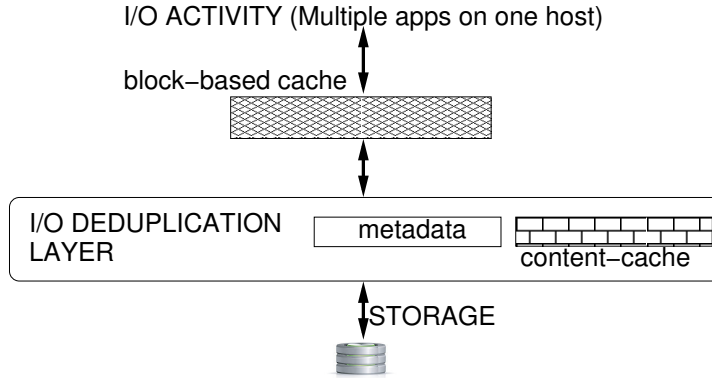 I/O ACTIVITY (Multiple apps on one host)
block−based cache
I/O DEDUPLICATION
LAYER
metadata
content−cache
STORAGE